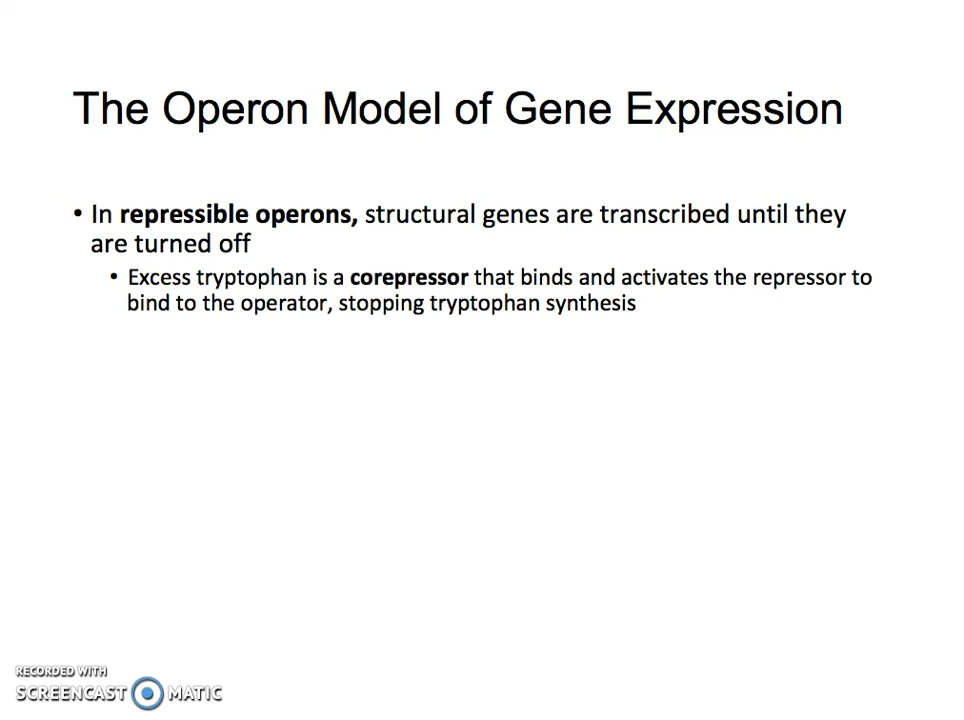 The Operon Model of Gene Expression
• In repressible operons, structural genes are transcribed until they
are turned off
• Excess tryptophan is a corepressor that binds and activates the repressor to
bind to the operator, stopping tryptophan synthesis
RECORDED WITH
SCREENCAST MATIC